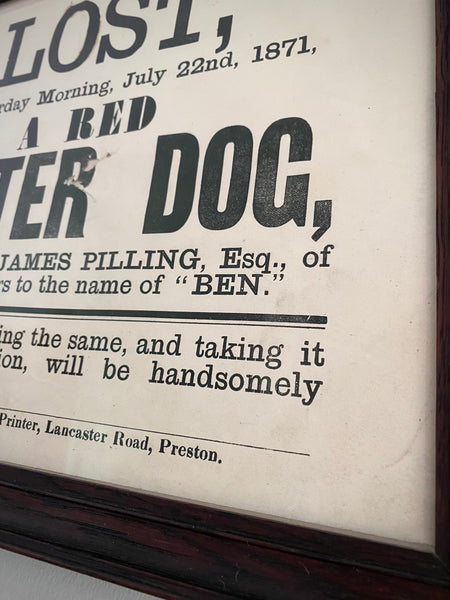 LOST,
rday Morning, July 22nd, 1871,
A RED
TER DOG,
JAMES PILLING, Esq., of
rs to the name of "BEN."
ing the same, and taking it
ion, will be handsomely
Printer, Lancaster Road, Preston.